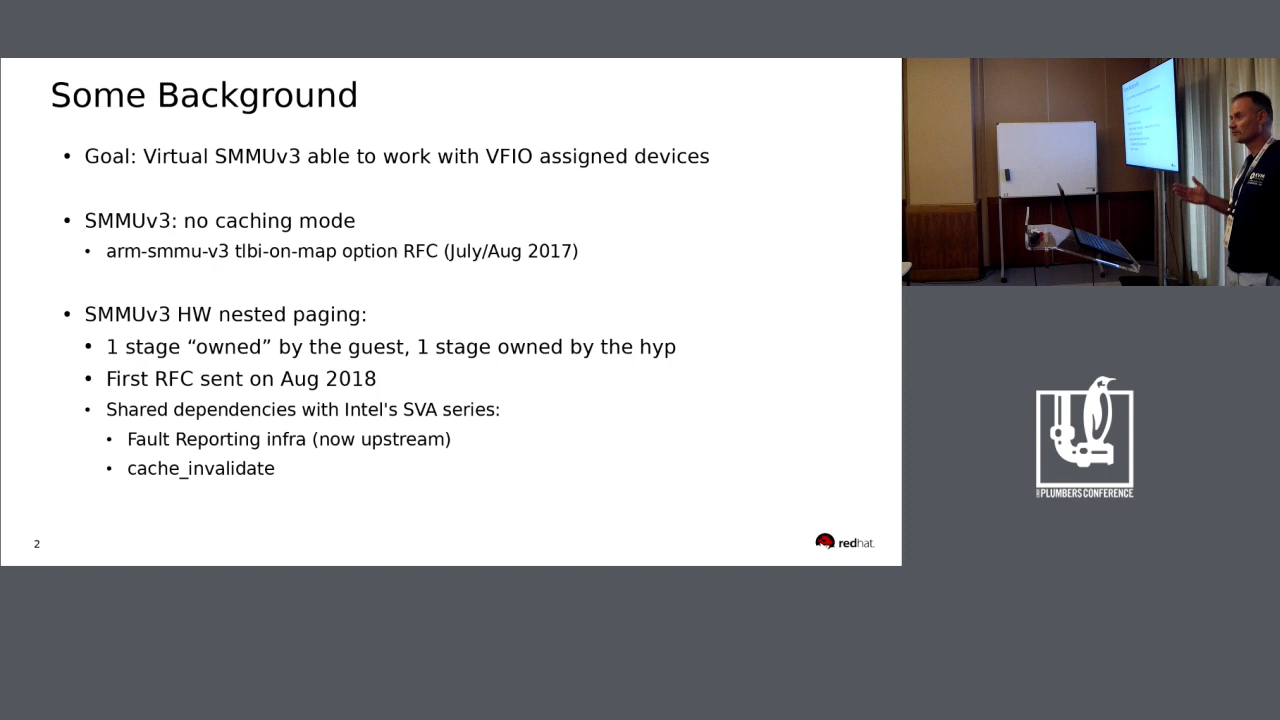 Some Background
• Goal: Virtual SMMUv3 able to work with VFIO assigned devices
• SMMUv3: no caching mode
• arm-smmu-v3 tlbi-on-map option RFC (July/Aug 2017)
• SMMUv3 HW nested paging:
• 1 stage “owned” by the guest, 1 stage owned by the hyp
• First RFC sent on Aug 2018
• Shared dependencies with Intel's SVA series:
• Fault Reporting infra (now upstream)
• cache_invalidate
2
redhat.
PLUMBERS CONFERENCE